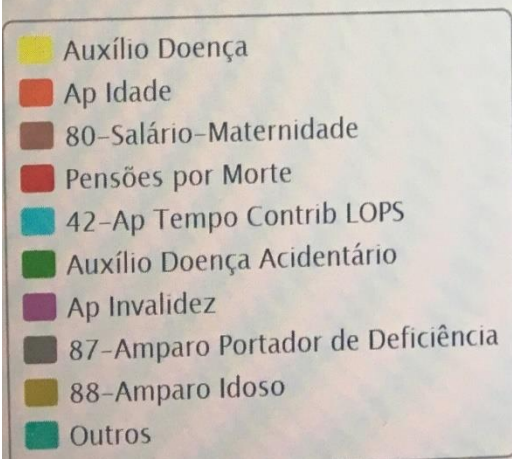 Auxílio Doença
Ap Idade
80-Salário-Maternidade
Pensões por Morte
42-Ap Tempo Contrib LOPS
Auxílio Doença Acidentário
Ap Invalidez
87-Amparo Portador de Deficiência
88-Amparo Idoso
Outros